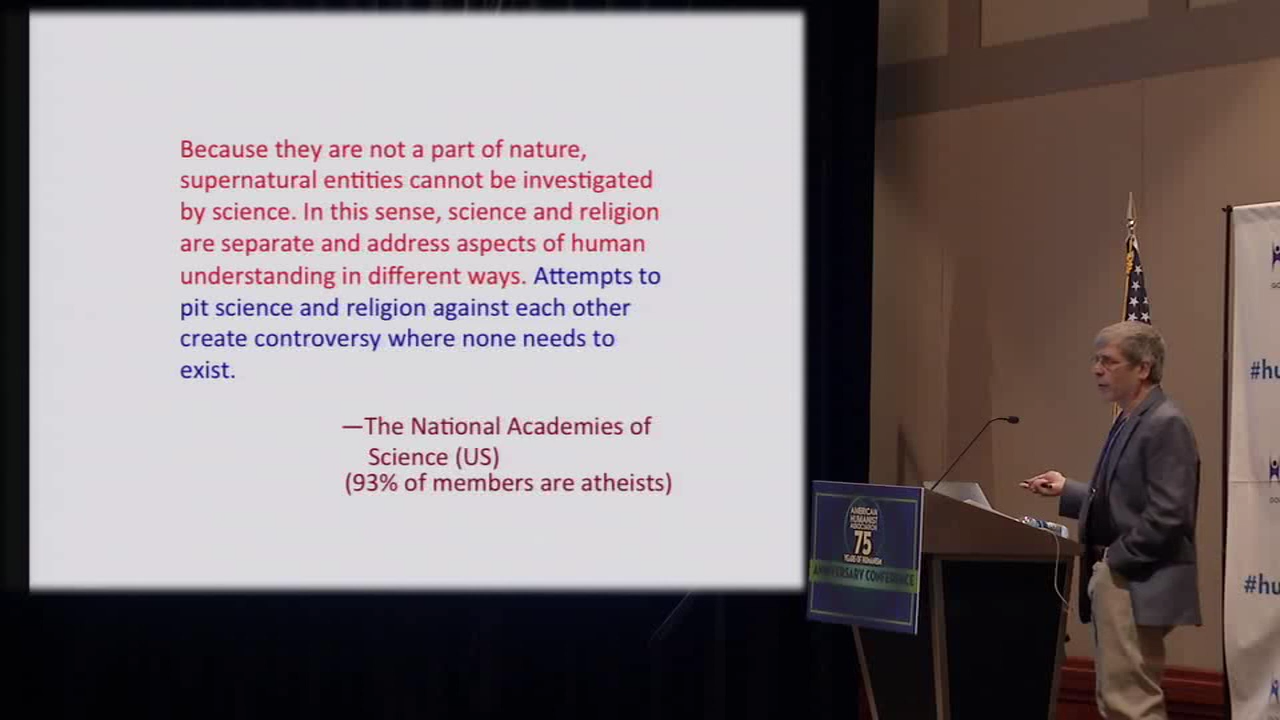 Because they are not a part of nature,
supernatural entities cannot be investigated
by science. In this sense, science and religion
are separate and address aspects of human
understanding in different ways. Attempts to
pit science and religion against each other
create controversy where none needs to
exist.
—The National Academies of
Science (US)
(93% of members are atheists)
AMERICAN
HUMANIST
ASSOCIATION
75
YEARS OF HUMANISM
ANNIVERSARY CONFERENCE
#hu
#hu